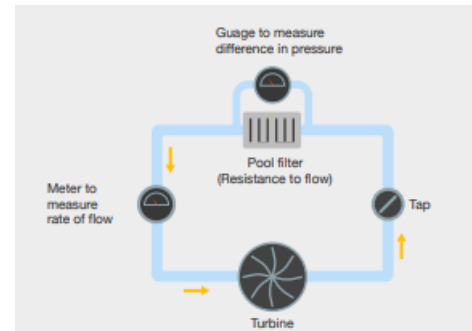 Guage to measure
difference in pressure
Pool filter
(Resistance to flow)
Meter to
measure
rate of flow
Tap
Turbine